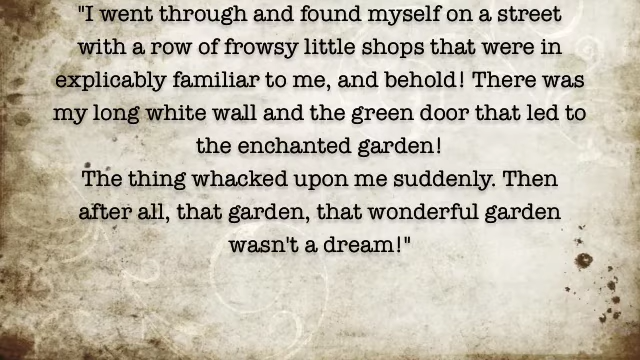 "I went through and found myself on a street
with a row of frowsy little shops that were in
explicably familiar to me, and behold! There was
my long white wall and the green door that led to
the enchanted garden!
The thing whacked upon me suddenly. Then
after all, that garden, that wonderful garden
wasn't a dream!"